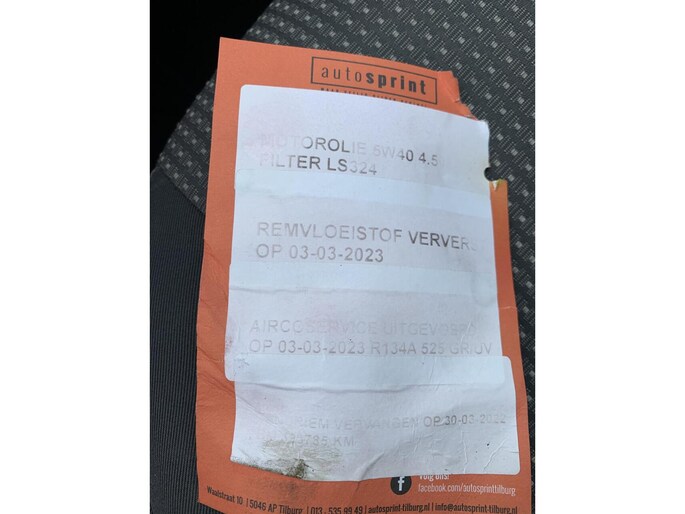 autosprint
MOTOROLIE 5W40 4.5
FILTER LS324
REMVLOEISTOF VERVER
OP 03-03-2023
AIRCOSERVICE UITGEVOERD
OP 03-03-2023 R134A 525 GR/UV
VERVANGEN OP 30-03-2022
KM
Volg ons!
facebook.com/autosprinttilburg
Waalstraat 10 | 5046 AP Tilburg | 013 - 535 99 49 | autosprint-tilburg.nl | info@autosprint-tilburg.nl